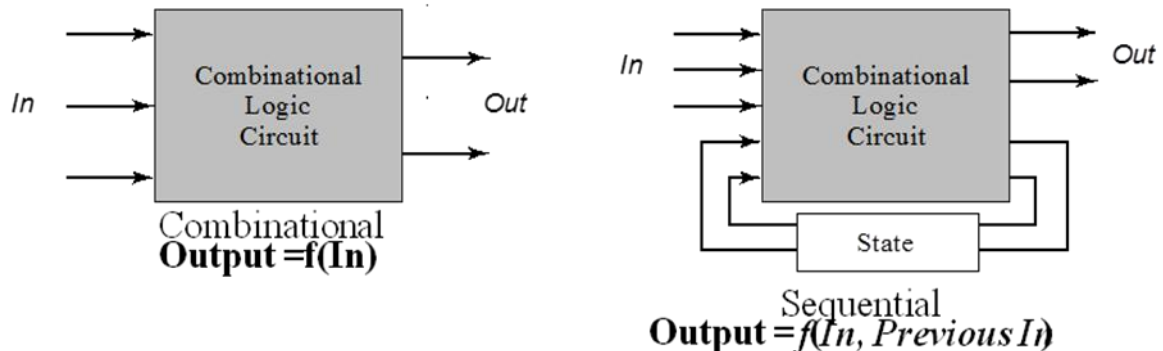 In
Combinational
Logic
Circuit
Out
Combinational
Output =f(In)
In
Combinational
Logic
Circuit
Out
State
Sequential
Output =f(In, Previous In)